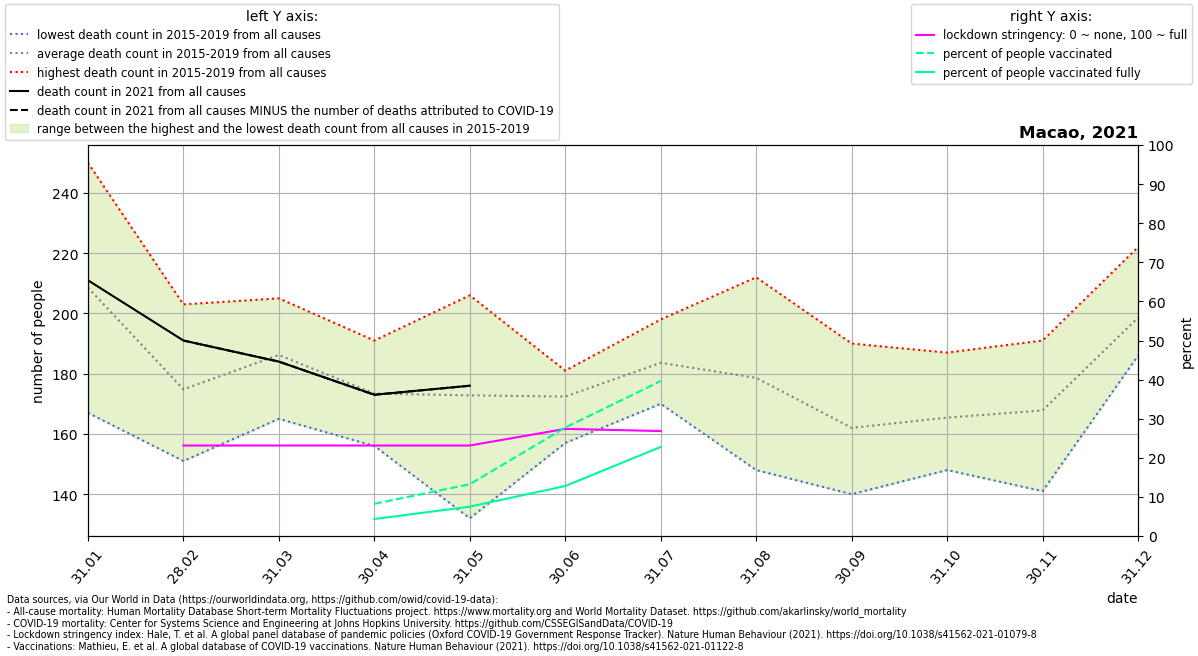 left Y axis:
lowest death count in 2015-2019 from all causes
average death count in 2015-2019 from all causes
highest death count in 2015-2019 from all causes
death count in 2021 from all causes
death count in 2021 from all causes MINUS the number of deaths attributed to COVID-19
range between the highest and the lowest death count from all causes in 2015-2019
right Y axis:
lockdown stringency: 0 ~ none, 100 ~ full
percent of people vaccinated
percent of people vaccinated fully
Macao, 2021
number of people
240
220
200
180
160
140
100
90
80
70
60
50
40
30
20
10
0
percent
31.01
28.02
31.03
30.04
31.05
30.06
31.07
31.08
30.09
31.10
30.11
31.12
date
Data sources, via Our World in Data (https://ourworldindata.org, https://github.com/owid/covid-19-data):
- All-cause mortality: Human Mortality Database Short-term Mortality Fluctuations project. https://www.mortality.org and World Mortality Dataset. https://github.com/akarlinsky/world_mortality
- COVID-19 mortality: Center for Systems Science and Engineering at Johns Hopkins University. https://github.com/CSSEGISandData/COVID-19
- Lockdown stringency index: Hale, T. et al. A global panel database of pandemic policies (Oxford COVID-19 Government Response Tracker). Nature Human Behaviour (2021). https://doi.org/10.1038/s41562-021-01079-8
- Vaccinations: Mathieu, E. et al. A global database of COVID-19 vaccinations. Nature Human Behaviour (2021). https://doi.org/10.1038/s41562-021-01122-8